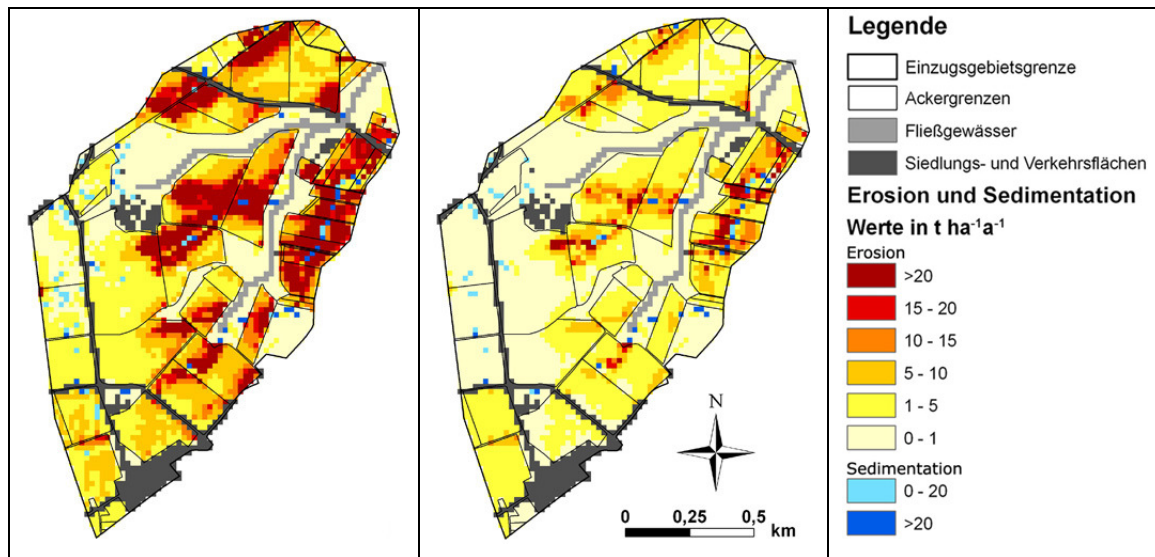 N
0 0,25 0,5
km
Legende
Einzugsgebietsgrenze
Ackergrenzen
Fließgewässer
Siedlungs- und Verkehrsflächen
Erosion und Sedimentation
Werte in t ha⁻¹a⁻¹
Erosion
>20
15 - 20
10 - 15
5 - 10
1 - 5
0 - 1
Sedimentation
0 - 20
>20